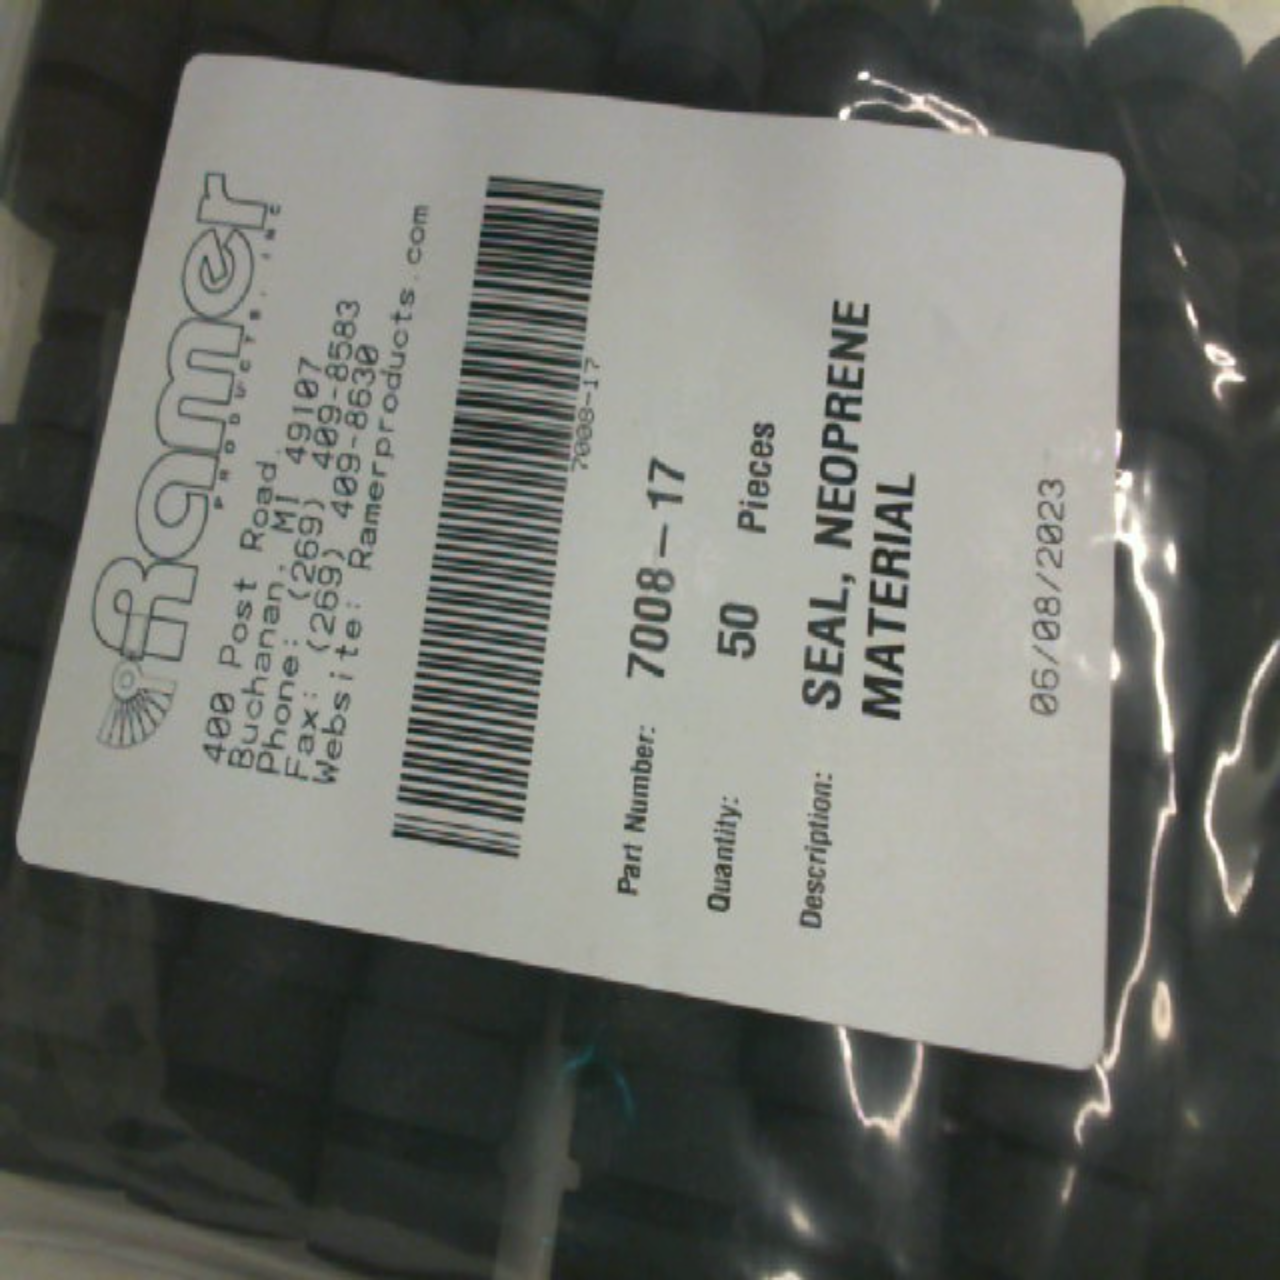 Ramer
PRODUCTS, INC
400 Post Road
Buchanan, MI 49107
Phone: (269) 409-8583
Fax: (269) 409-8630
Website: Ramerproducts.com
7008-17
Part Number: 7008-17
Quantity: 50 Pieces
Description: SEAL, NEOPRENE
MATERIAL
06/08/2023